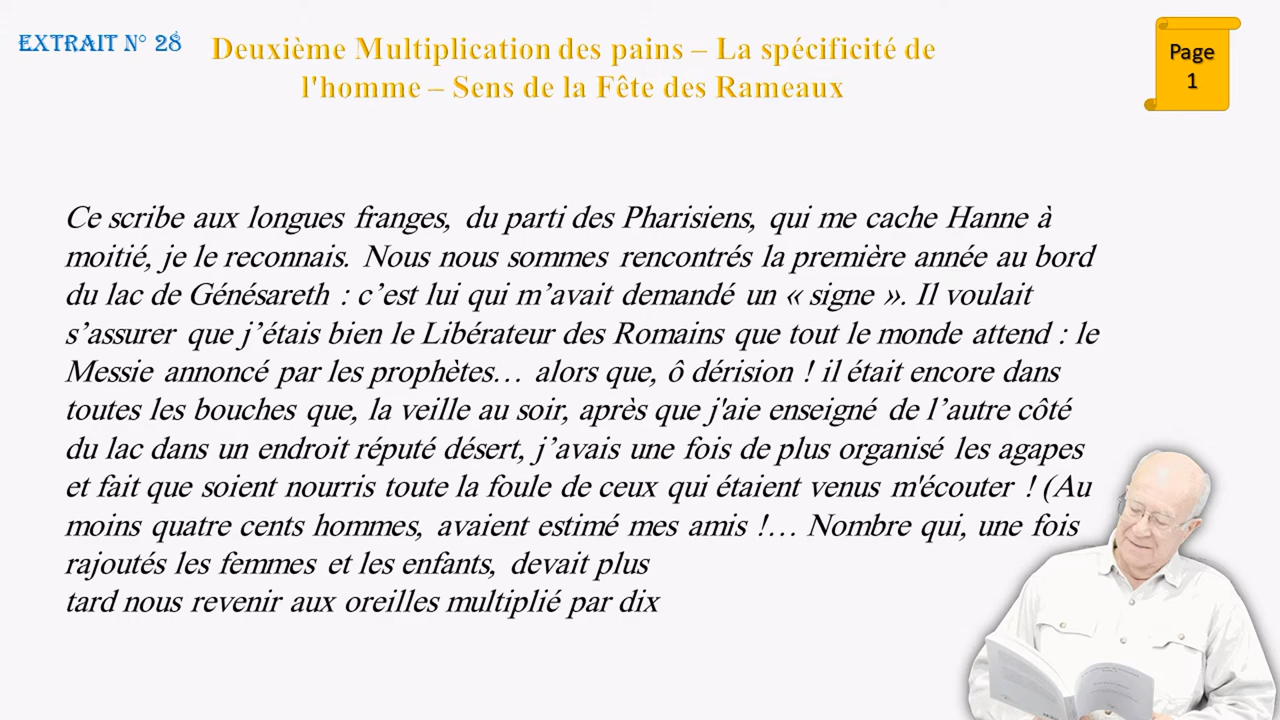 EXTRAIT N° 28
Deuxième Multiplication des pains – La spécificité de
l'homme – Sens de la Fête des Rameaux
Page
1
Ce scribe aux longues franges, du parti des Pharisiens, qui me cache Hanne à
moitié, je le reconnais. Nous nous sommes rencontrés la première année au bord
du lac de Génésareth : c’est lui qui m’avait demandé un « signe ». Il voulait
s’assurer que j’étais bien le Libérateur des Romains que tout le monde attend : le
Messie annoncé par les prophètes… alors que, ô dérision ! il était encore dans
toutes les bouches que, la veille au soir, après que j'aie enseigné de l’autre côté
du lac dans un endroit réputé désert, j’avais une fois de plus organisé les agapes
et fait que soient nourris toute la foule de ceux qui étaient venus m'écouter ! (Au
moins quatre cents hommes, avaient estimé mes amis !… Nombre qui, une fois
rajoutés les femmes et les enfants, devait plus
tard nous revenir aux oreilles multiplié par dix